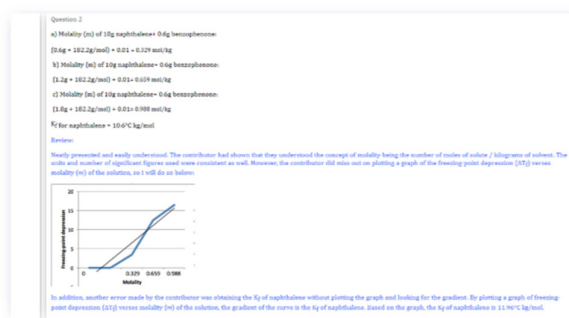 Question 2
a) Molality (m) of 10g naphthalene+ 0.6g benzophenone:
(0.6g ÷ 182.2g/mol) ÷ 0.01 = 0.329 mol/kg
b) Molality (m) of 10g naphthalene+ 0.6g benzophenone:
(1.2g ÷ 182.2g/mol) ÷ 0.01= 0.659 mol/kg
c) Molality (m) of 10g naphthalene+ 0.6g benzophenone:
(1.8g ÷ 182.2g/mol) ÷ 0.01= 0.988 mol/kg
Kf for naphthalene = 10.6°C kg/mol
Review:
Neatly presented and easily understood. The contributor had shown that they understood the concept of molality being the number of moles of solute / kilograms of solvent. The
units and number of significant figures used were consistent as well. However, the contributor did miss out on plotting a graph of the freezing-point depression (ΔTf) verses
molality (m) of the solution, so I will do so below:
20
15
10
5
0
0 0.329 0.659 0.988
Freezing-point depression
Molality
In addition, another error made by the contributor was obtaining the Kf of naphthalene without plotting the graph and looking for the gradient. By plotting a graph of freezing-
point depression (ΔTf) verses molality (m) of the solution, the gradient of the curve is the Kf of naphthalene. Based on the graph, the Kf of naphthalene is 11.96°C kg/mol.